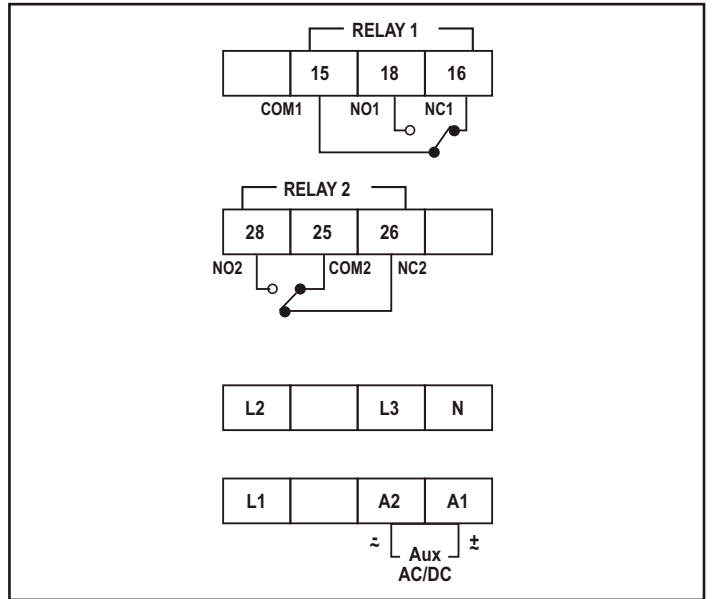 RELAY 1
15 18 16
COM1 NO1 NC1
RELAY 2
28 25 26
NO2 COM2 NC2
L2 L3 N
L1 A2 A1
~- Aux ~±
AC/DC